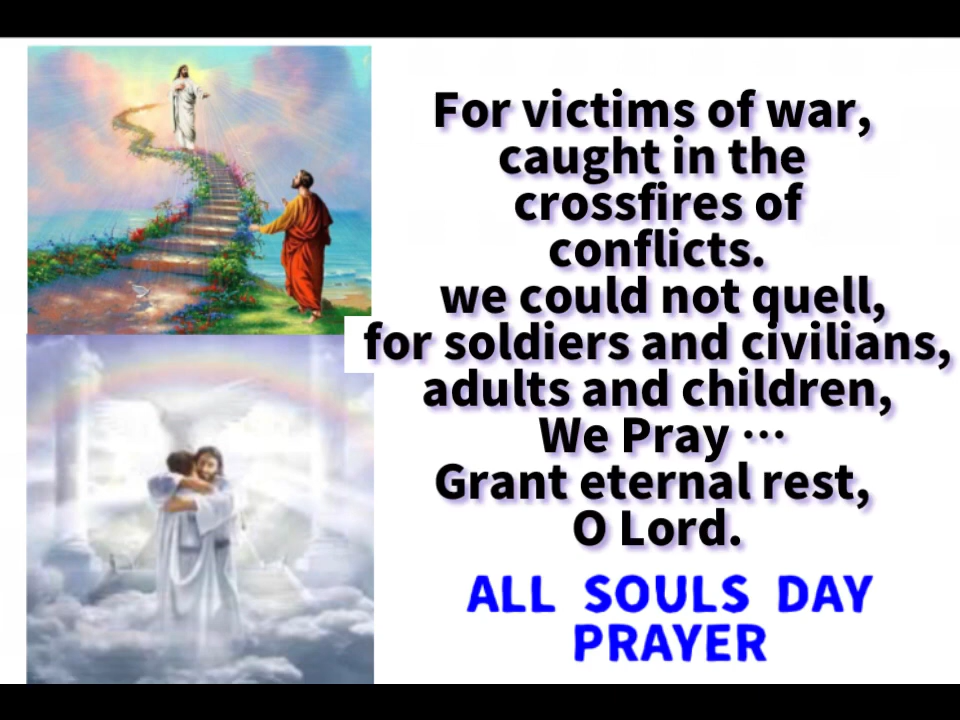 For victims of war,
caught in the
crossfires of
conflicts.
we could not quell,
for soldiers and civilians,
adults and children,
We Pray ···
Grant eternal rest,
O Lord.
ALL SOULS DAY
PRAYER